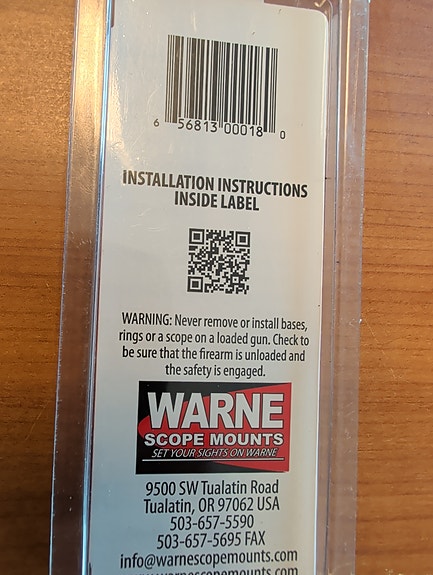 6 56813 00018 0
INSTALLATION INSTRUCTIONS
INSIDE LABEL
WARNING: Never remove or install bases,
rings or a scope on a loaded gun. Check to
be sure that the firearm is unloaded and
the safety is engaged.
WARNE
SCOPE MOUNTS
SET YOUR SIGHTS ON WARNE
9500 SW Tualatin Road
Tualatin, OR 97062 USA
503-657-5590
503-657-5695 FAX
info@warnescopemounts.com
www.warnescopemounts.com